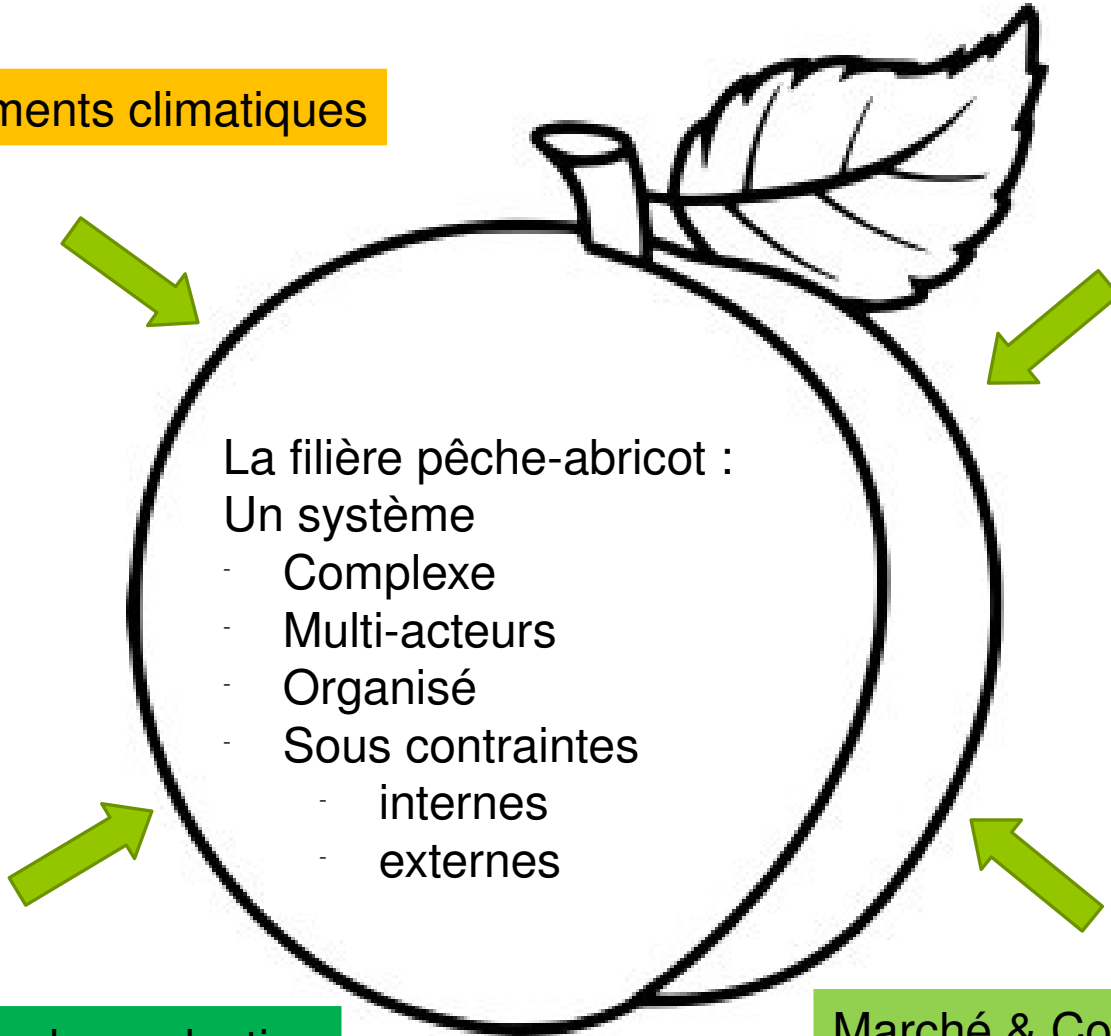 ments climatiques
La filière pêche-abricot :
Un système
- Complexe
- Multi-acteurs
- Organisé
- Sous contraintes
- internes
- externes
Marché & Co